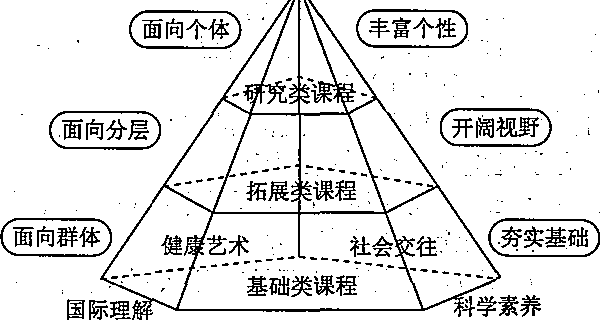 面向个体
丰富个性
研究类课程
面向分层
开阔视野
拓展类课程
面向群体
健康艺术
社会交往
夯实基础
基础类课程
国际理解
科学素养